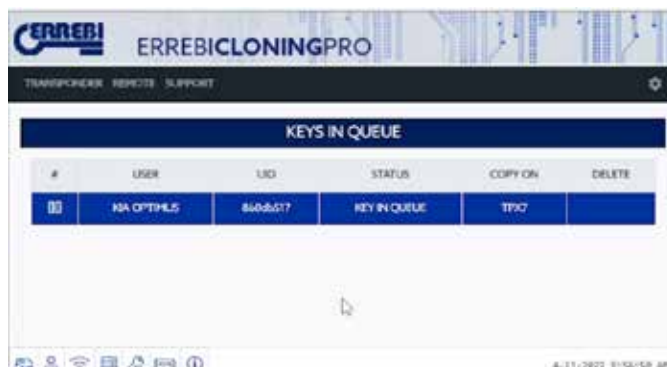 ERREBI
ERREBICLONINGPRO
TRANSPONDER REMOTE SUPPORT
KEYS IN QUEUE
# USER UID STATUS COPY ON DELETE
KIA OPTIMUS 860db517 KEY IN QUEUE TPX7